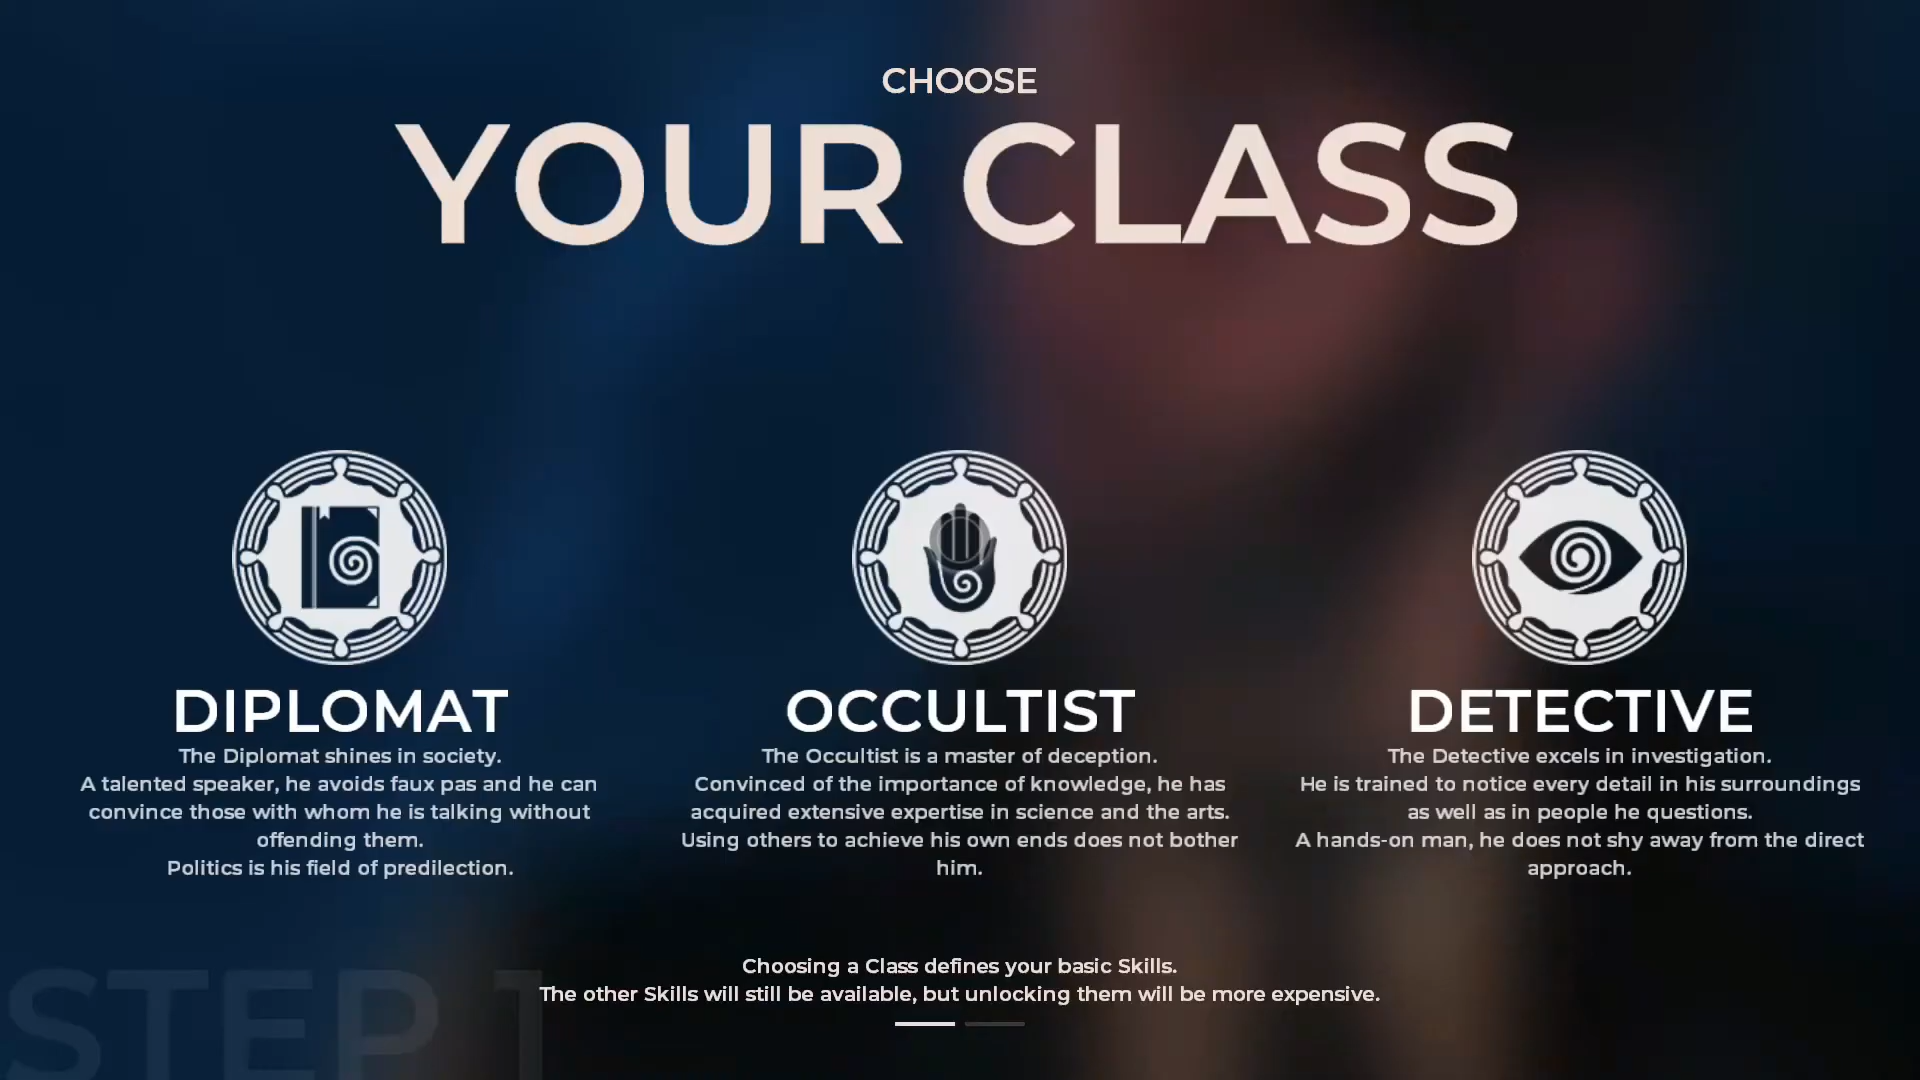 CHOOSE
YOUR CLASS
DIPLOMAT
The Diplomat shines in society.
A talented speaker, he avoids faux pas and he can
convince those with whom he is talking without
offending them.
Politics is his field of predilection.
OCCULTIST
The Occultist is a master of deception.
Convinced of the importance of knowledge, he has
acquired extensive expertise in science and the arts.
Using others to achieve his own ends does not bother
him.
DETECTIVE
The Detective excels in investigation.
He is trained to notice every detail in his surroundings
as well as in people he questions.
A hands-on man, he does not shy away from the direct
approach.
Choosing a Class defines your basic Skills.
The other Skills will still be available, but unlocking them will be more expensive.
STEP 1